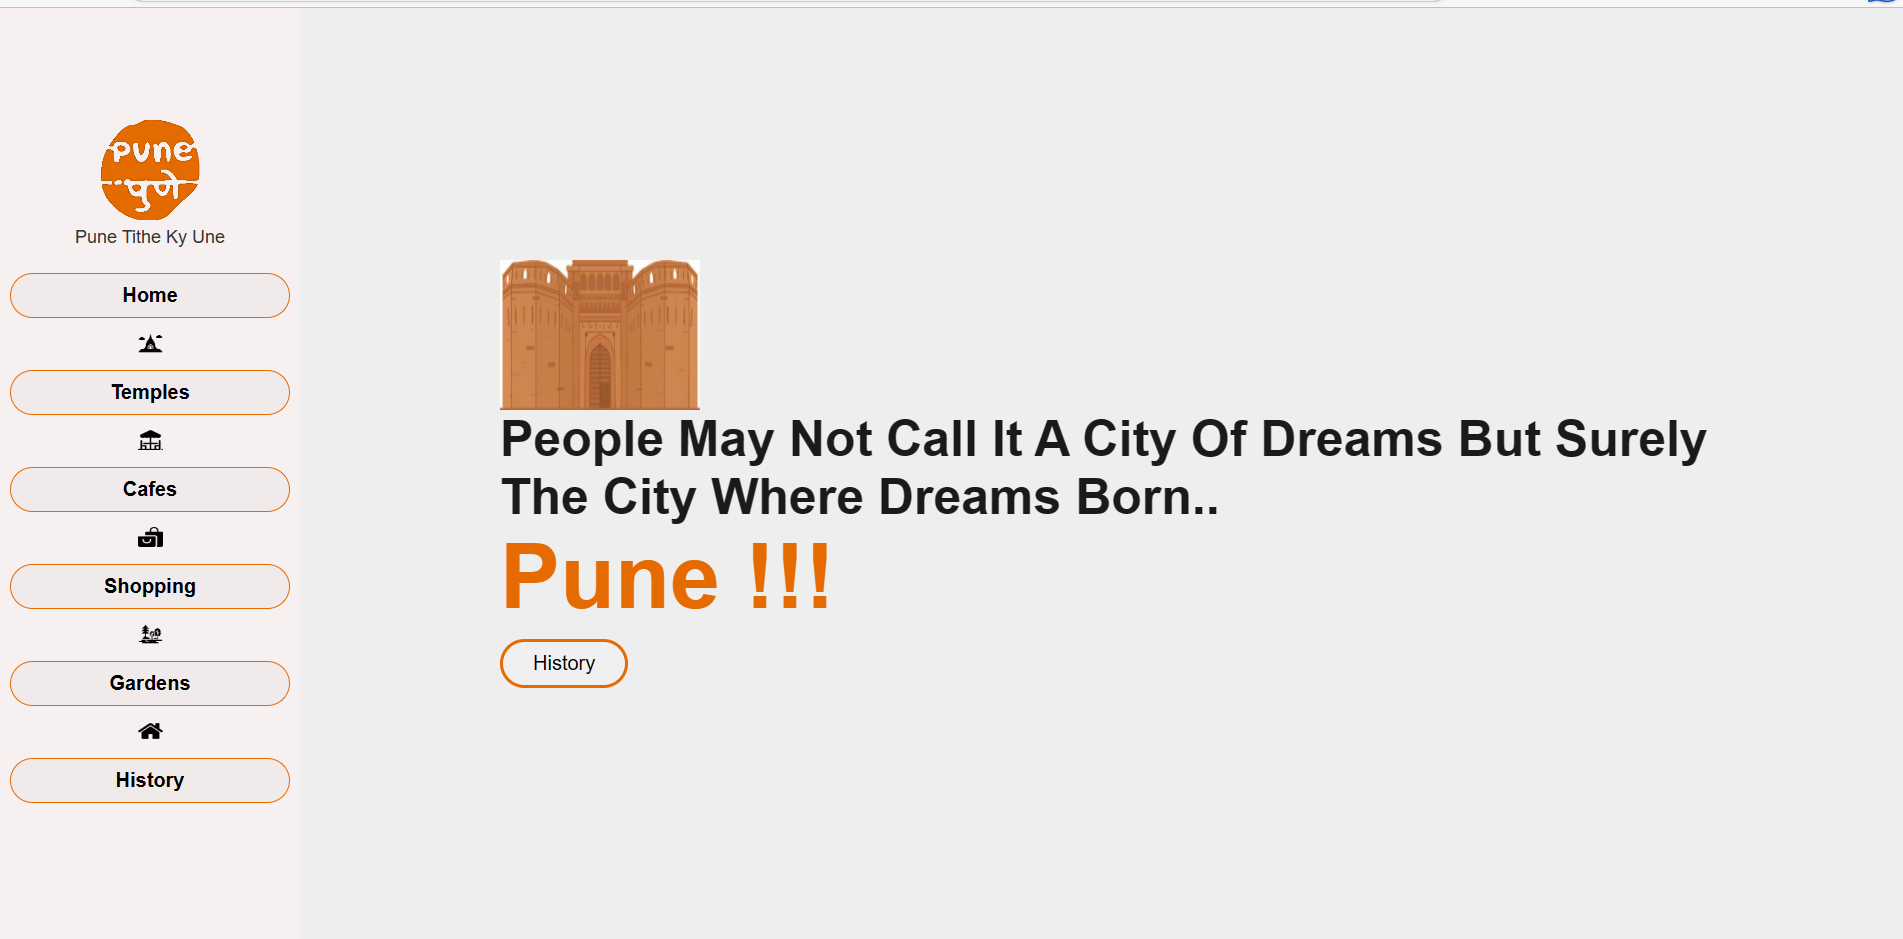 pune
पुणे
Pune Tithe Ky Une
Home
Temples
Cafes
Shopping
Gardens
History
People May Not Call It A City Of Dreams But Surely
The City Where Dreams Born..
Pune !!!
History